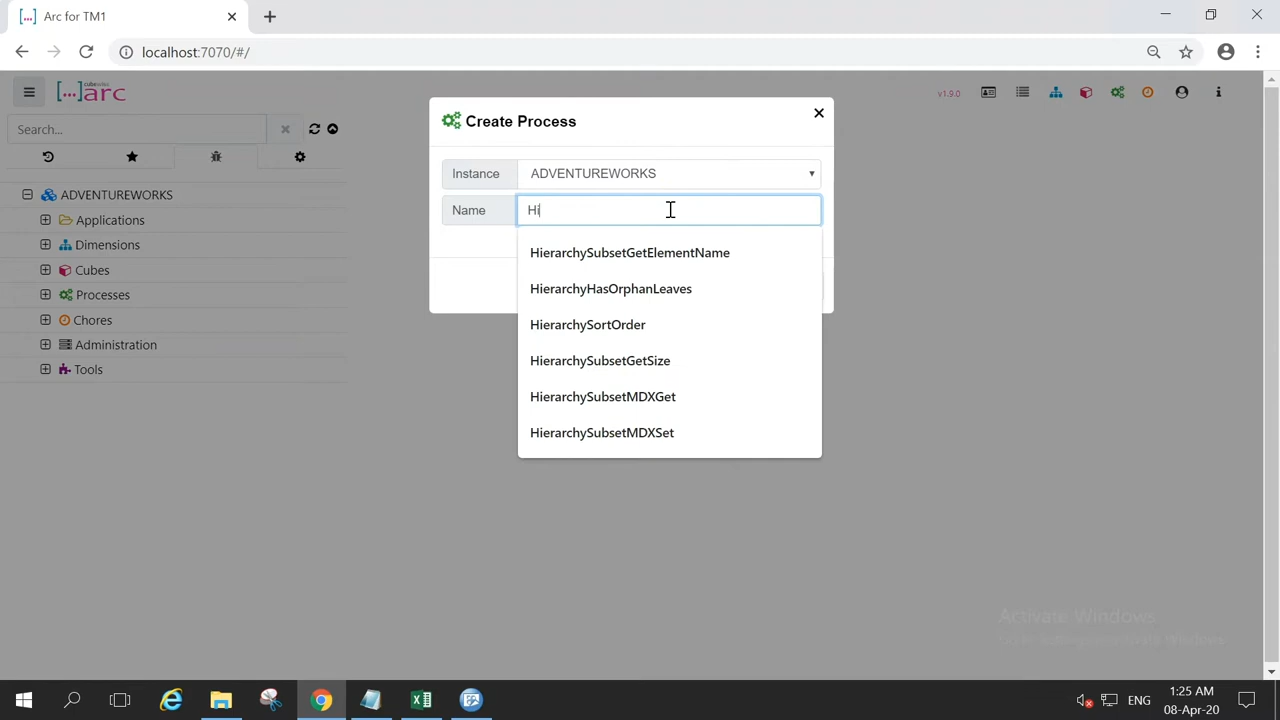 Arc for TM1
localhost:7070/#/
cubewise
[...]arc
v1.9.0
Search...
ADVENTUREWORKS
Applications
Dimensions
Cubes
Processes
Chores
Administration
Tools
Create Process
Instance ADVENTUREWORKS
Name Hi
HierarchySubsetGetElementName
HierarchyHasOrphanLeaves
HierarchySortOrder
HierarchySubsetGetSize
HierarchySubsetMDXGet
HierarchySubsetMDXSet
Activate Windows
ENG
1:25 AM
08-Apr-20